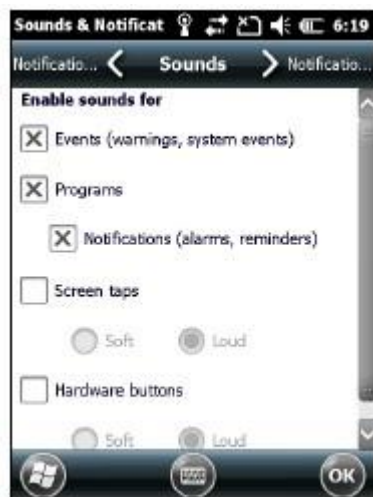 Sounds & Notificat 6:19
Notificatio... Sounds Notificatio...
Enable sounds for
Events (warnings, system events)
Programs
Notifications (alarms, reminders)
Screen taps
Soft Loud
Hardware buttons
Soft Loud
OK